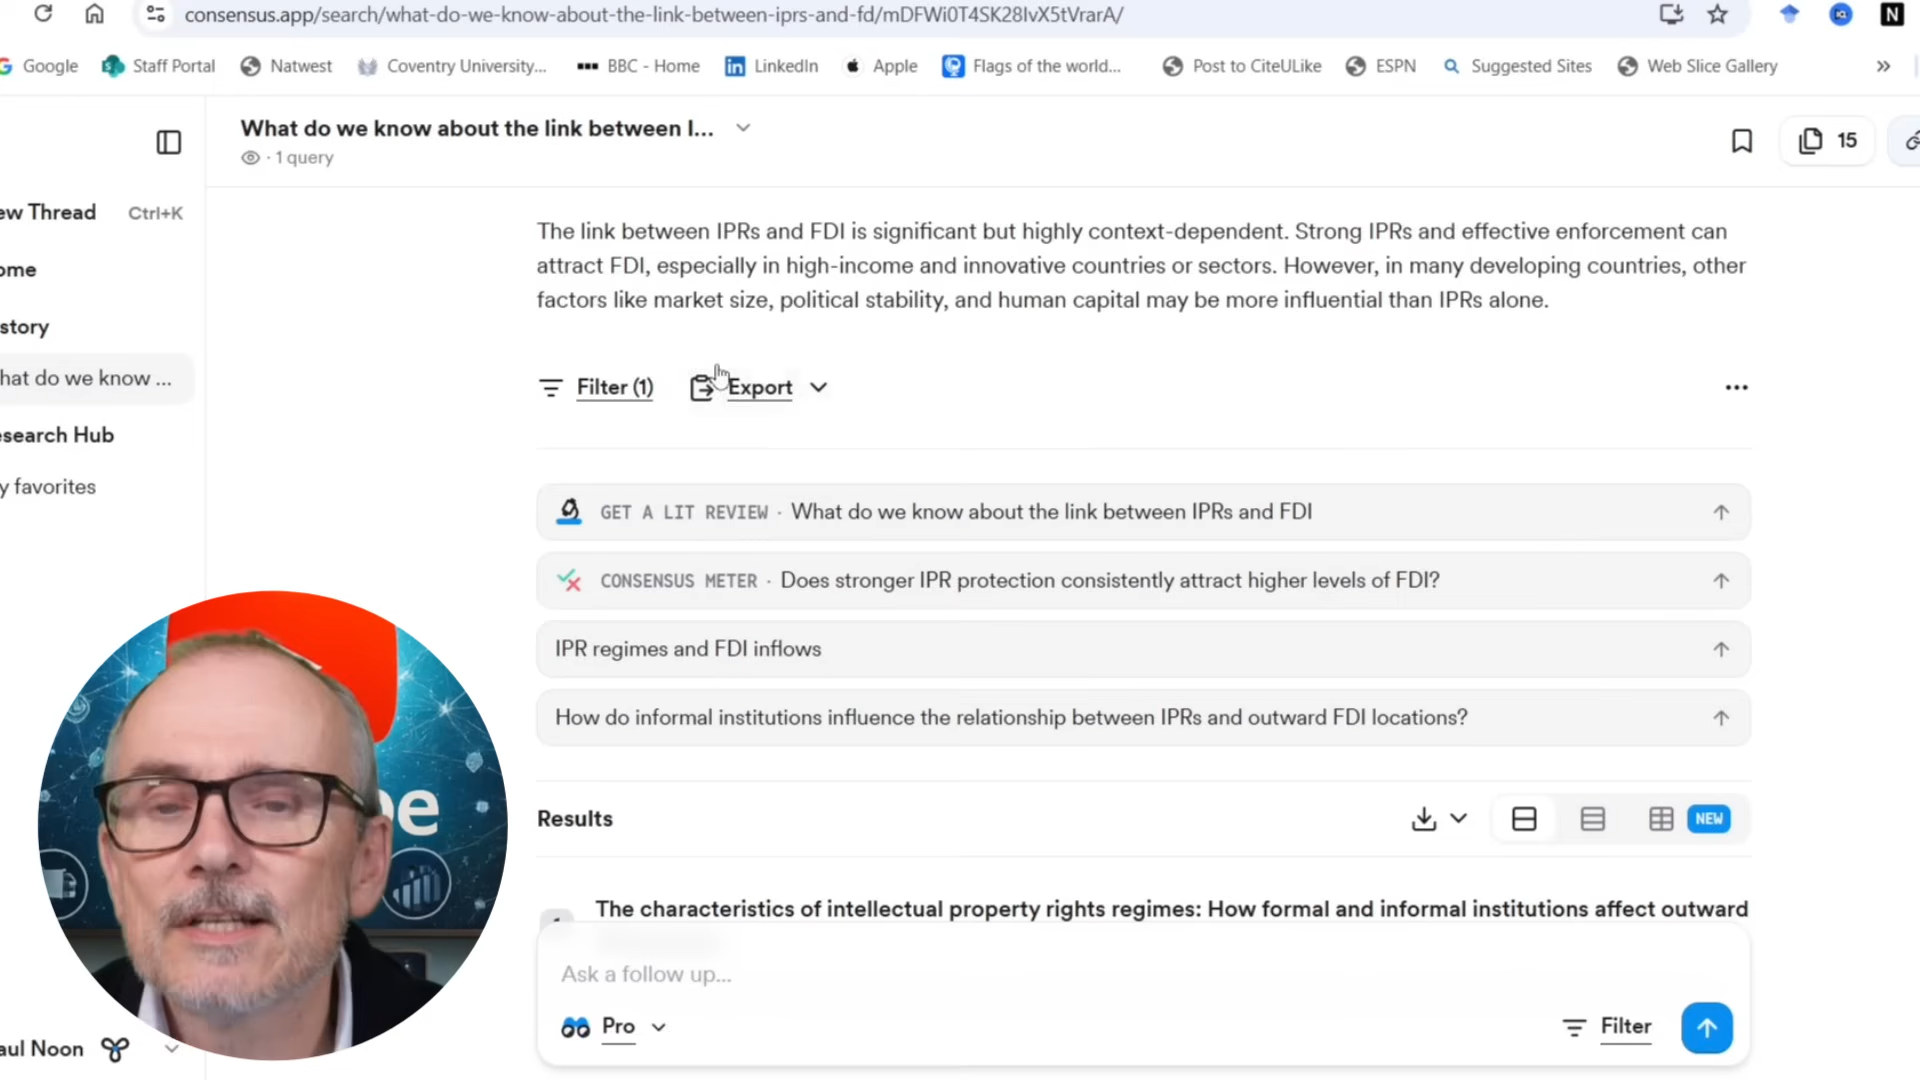 consensus.app/search/what-do-we-know-about-the-link-between-iprs-and-fd/mDFWi0T4SK28IvX5tVrarA/
N
Google Staff Portal Natwest Coventry University... BBC - Home LinkedIn Apple Flags of the world... Post to CiteULike ESPN Suggested Sites Web Slice Gallery »
What do we know about the link between I...
· 1 query
15
ew Thread Ctrl+K
ome
story
hat do we know ...
esearch Hub
y favorites
The link between IPRs and FDI is significant but highly context-dependent. Strong IPRs and effective enforcement can
attract FDI, especially in high-income and innovative countries or sectors. However, in many developing countries, other
factors like market size, political stability, and human capital may be more influential than IPRs alone.
Filter (1) Export
GET A LIT REVIEW · What do we know about the link between IPRs and FDI
CONSENSUS METER · Does stronger IPR protection consistently attract higher levels of FDI?
IPR regimes and FDI inflows
How do informal institutions influence the relationship between IPRs and outward FDI locations?
Results NEW
The characteristics of intellectual property rights regimes: How formal and informal institutions affect outward
Ask a follow up...
Pro Filter
aul Noon
be